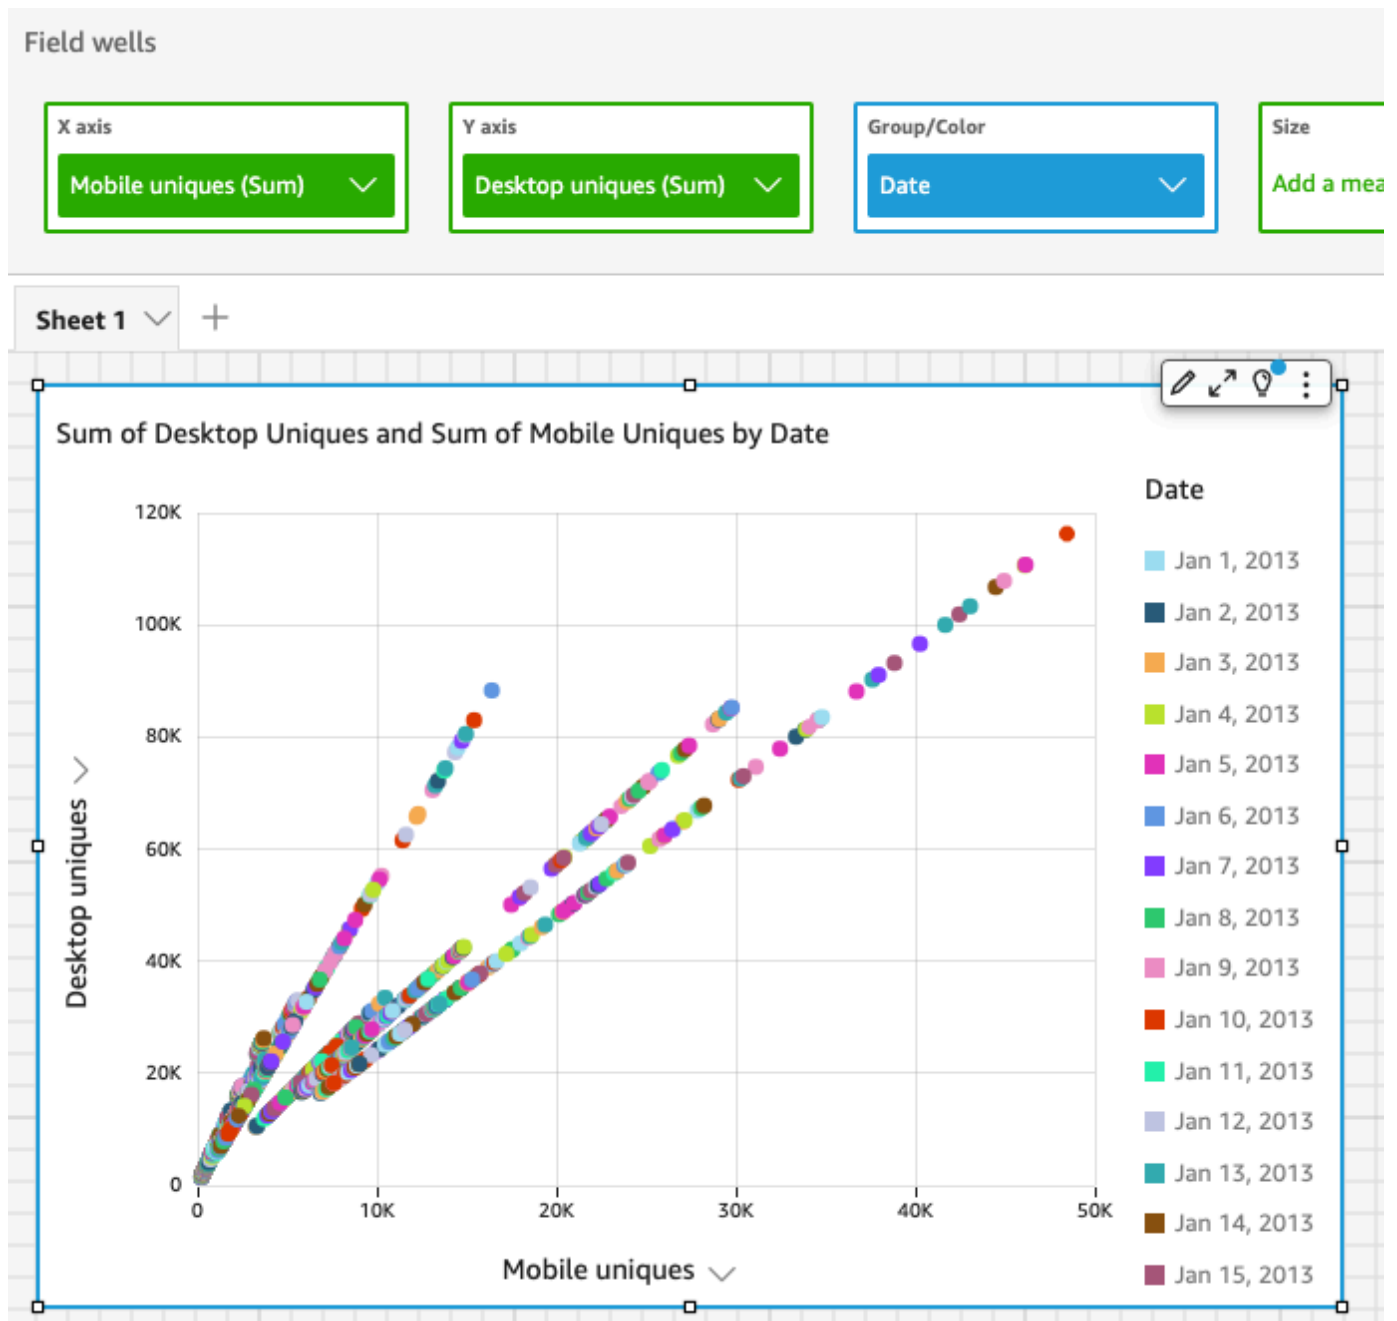 Field wells
X axis
Y axis
Group/Color
Size
Mobile uniques (Sum)
Desktop uniques (Sum)
Date
Add a mea
Sheet 1
Sum of Desktop Uniques and Sum of Mobile Uniques by Date
Desktop uniques
120K
100K
80K
60K
40K
20K
0
0
10K
20K
30K
40K
50K
Mobile uniques
Date
Jan 1, 2013
Jan 2, 2013
Jan 3, 2013
Jan 4, 2013
Jan 5, 2013
Jan 6, 2013
Jan 7, 2013
Jan 8, 2013
Jan 9, 2013
Jan 10, 2013
Jan 11, 2013
Jan 12, 2013
Jan 13, 2013
Jan 14, 2013
Jan 15, 2013